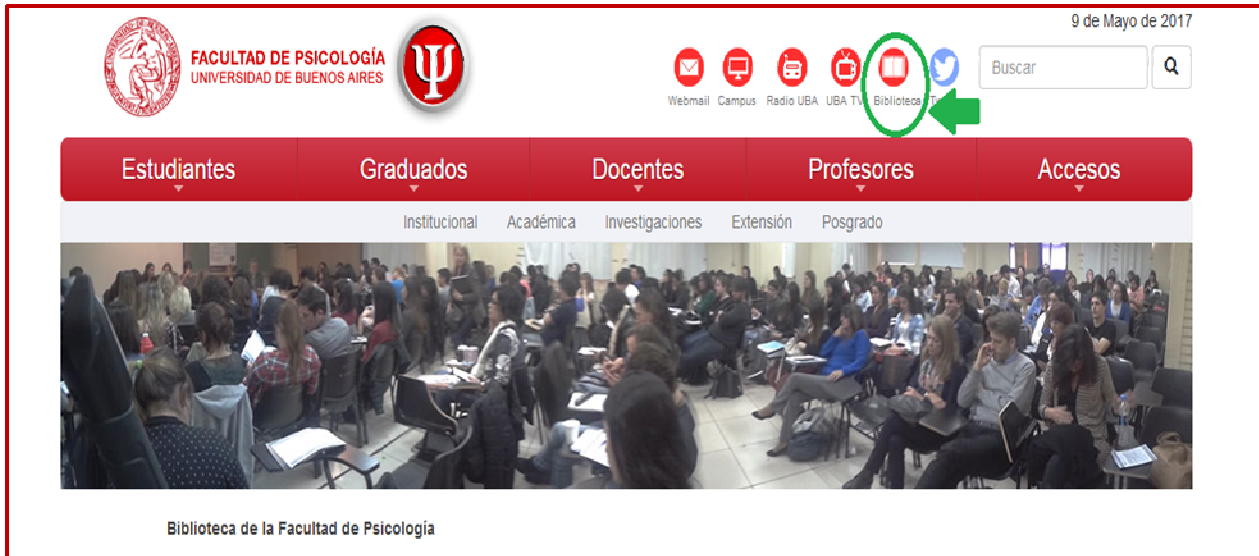 9 de Mayo de 2017
FACULTAD DE PSICOLOGÍA
UNIVERSIDAD DE BUENOS AIRES
Ψ
Buscar
Webmail Campus Radio UBA UBA TV Biblioteca
Estudiantes Graduados Docentes Profesores Accesos
Institucional Académica Investigaciones Extensión Posgrado
Biblioteca de la Facultad de Psicología